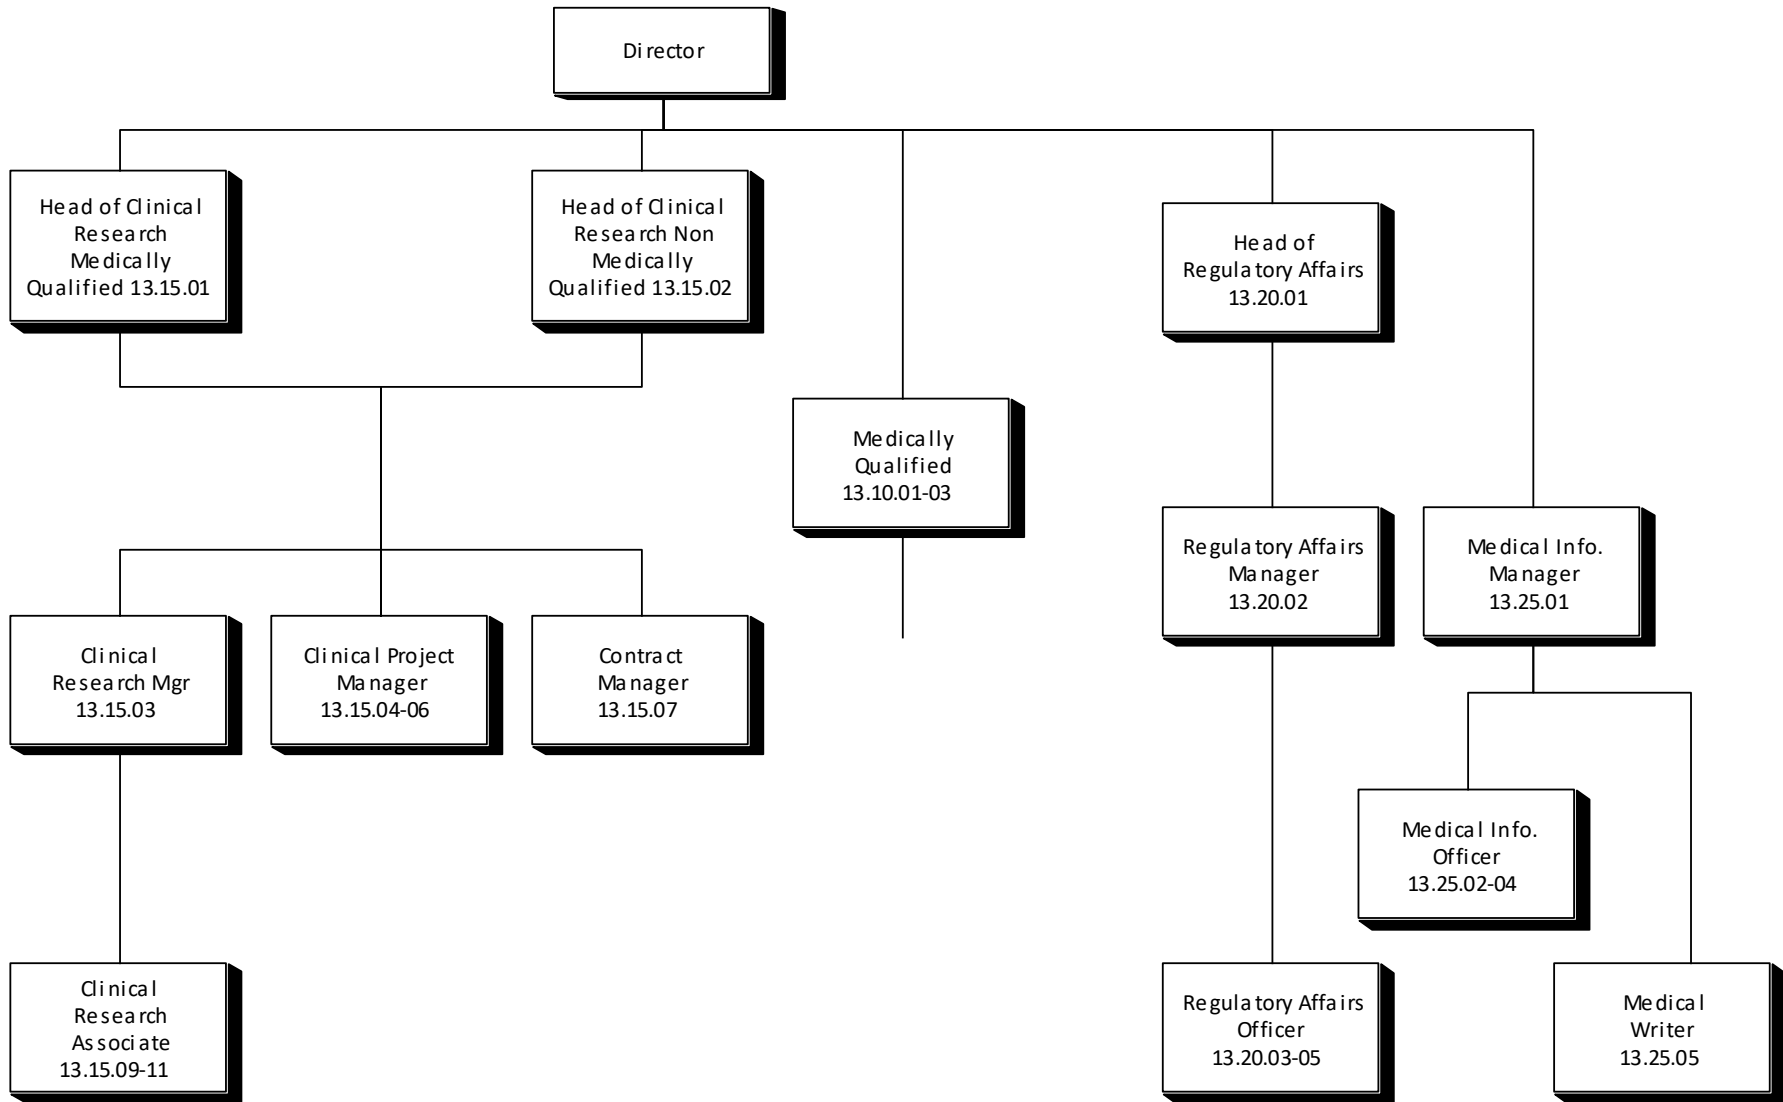 Director
Head of Clinical
Research
Medically
Qualified 13.15.01
Head of Clinical
Research Non
Medically
Qualified 13.15.02
Head of
Regulatory Affairs
13.20.01
Medically
Qualified
13.10.01-03
Regulatory Affairs
Manager
13.20.02
Medical Info.
Manager
13.25.01
Clinical
Research Mgr
13.15.03
Clinical Project
Manager
13.15.04-06
Contract
Manager
13.15.07
Medical Info.
Officer
13.25.02-04
Clinical
Research
Associate
13.15.09-11
Regulatory Affairs
Officer
13.20.03-05
Medical
Writer
13.25.05